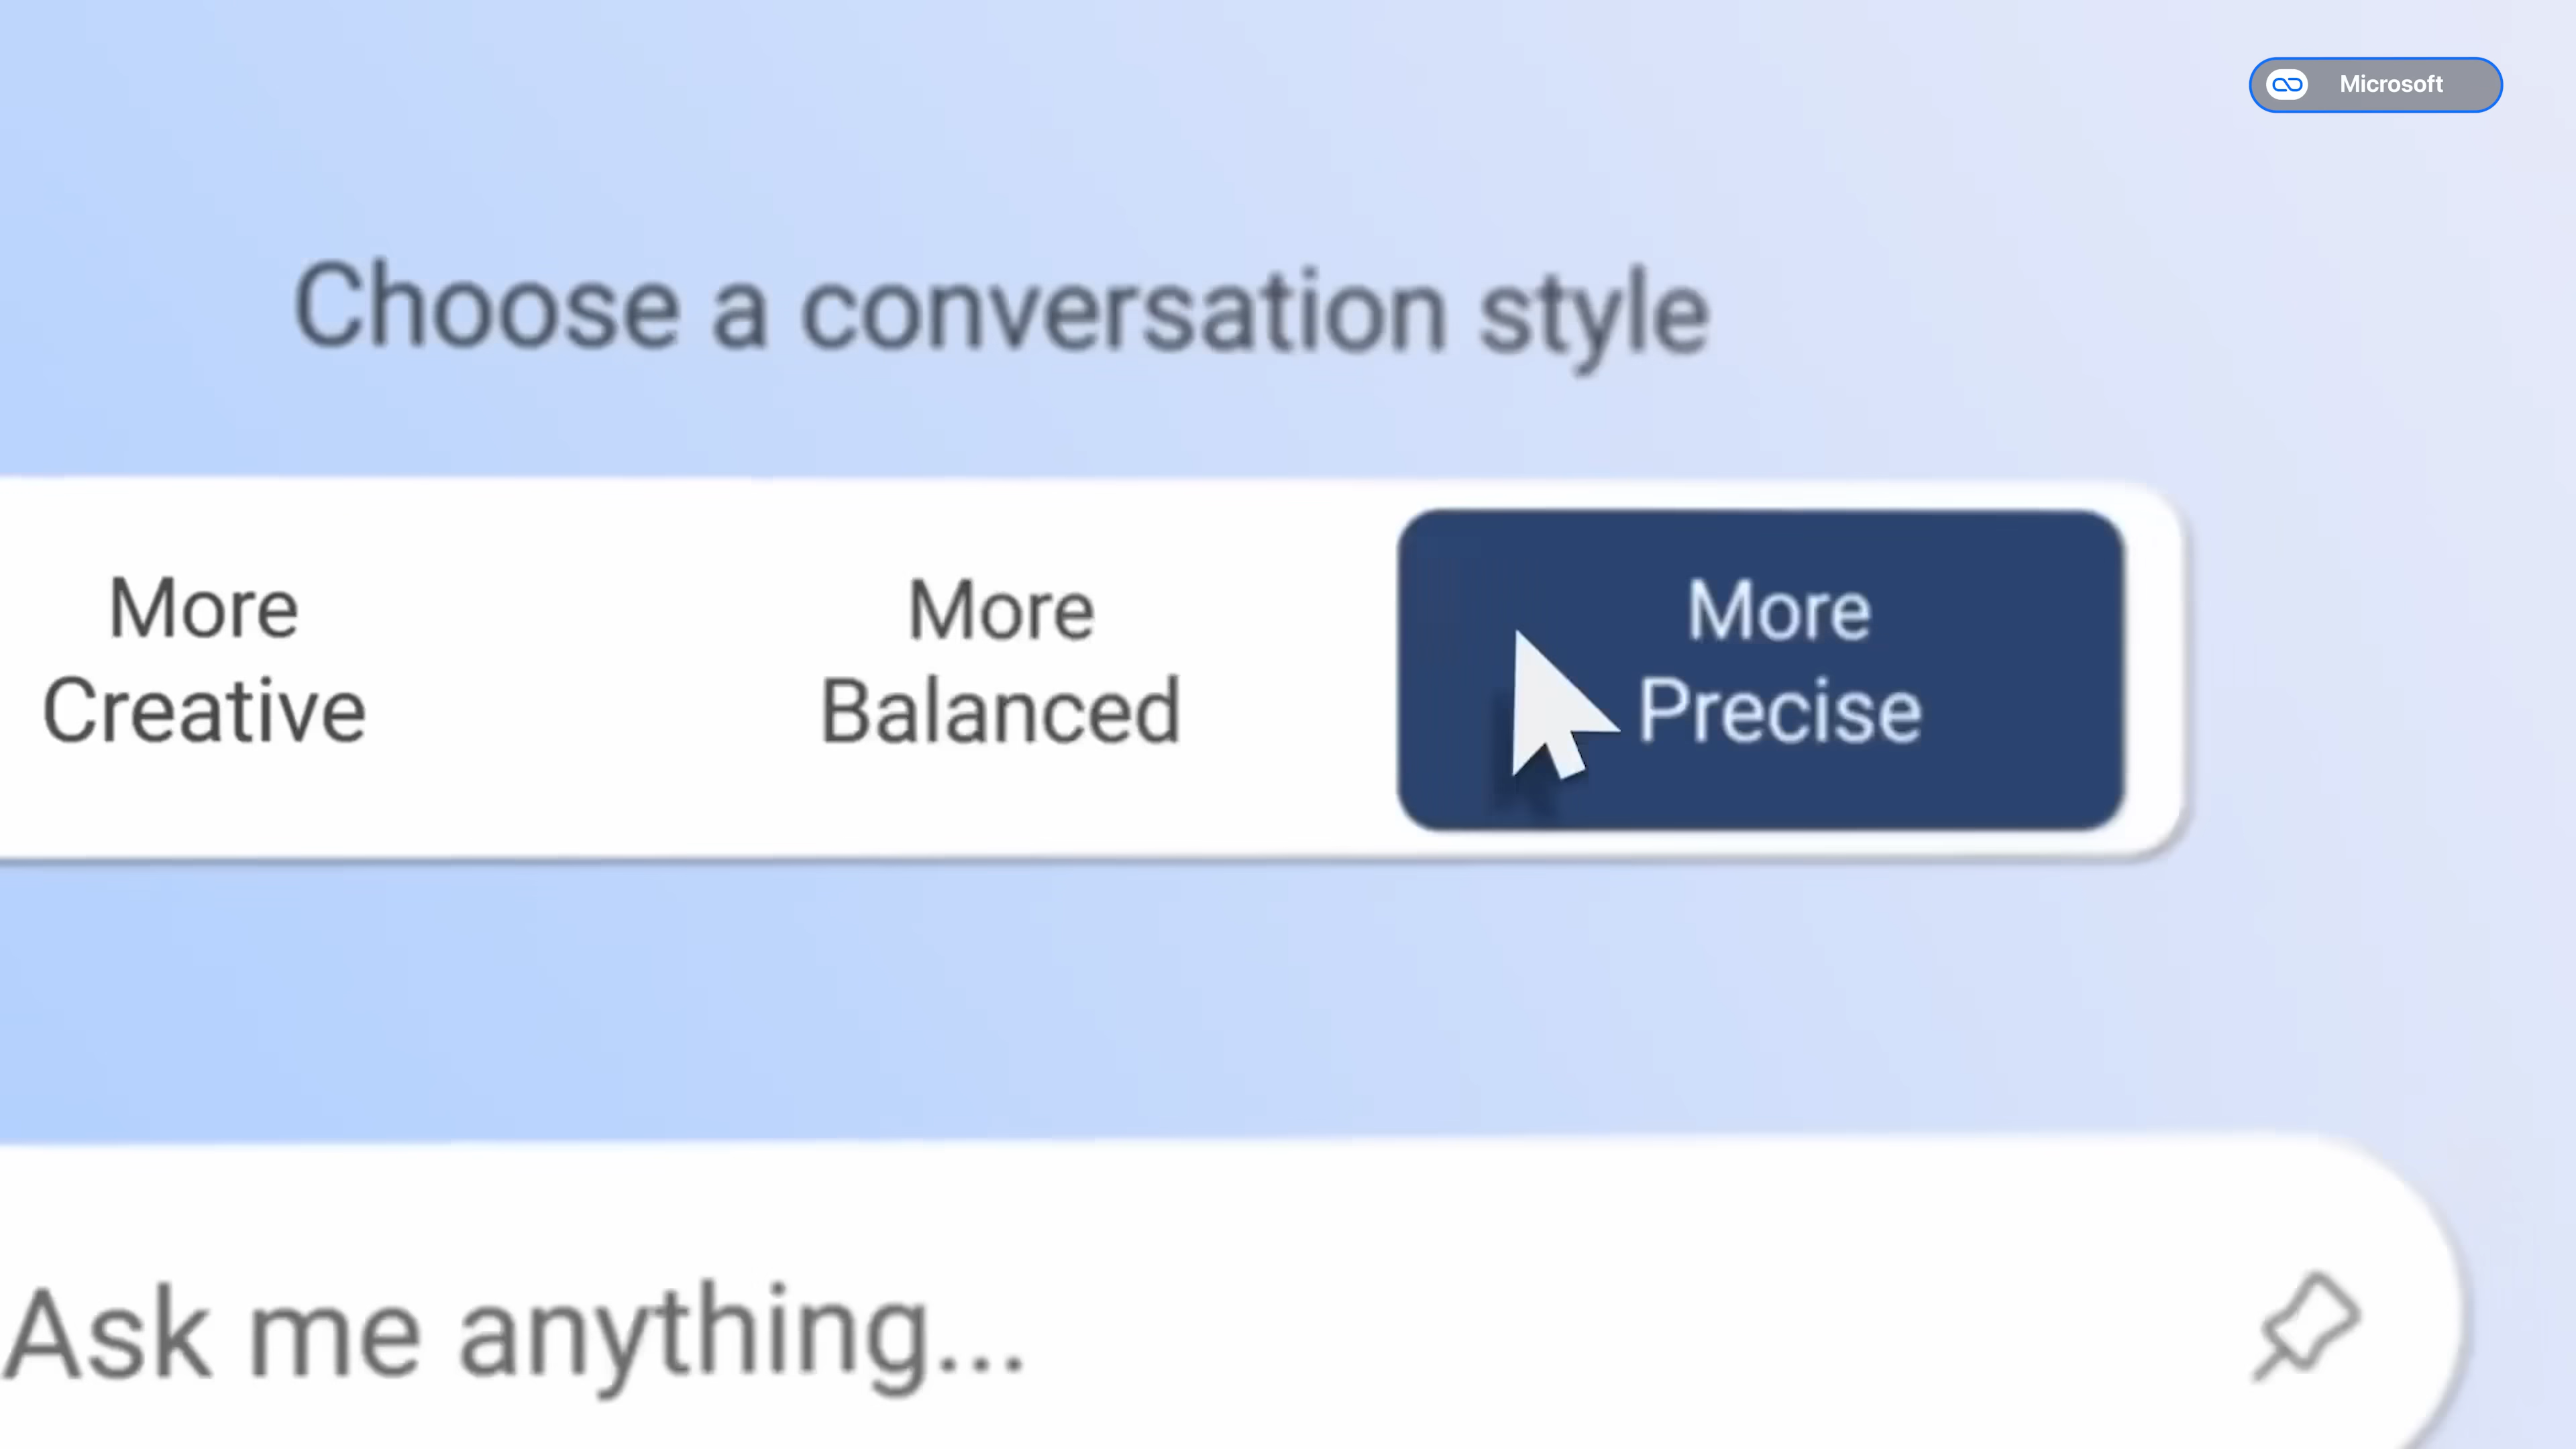 Microsoft
Choose a conversation style
More
Creative
More
Balanced
More
Precise
Ask me anything...